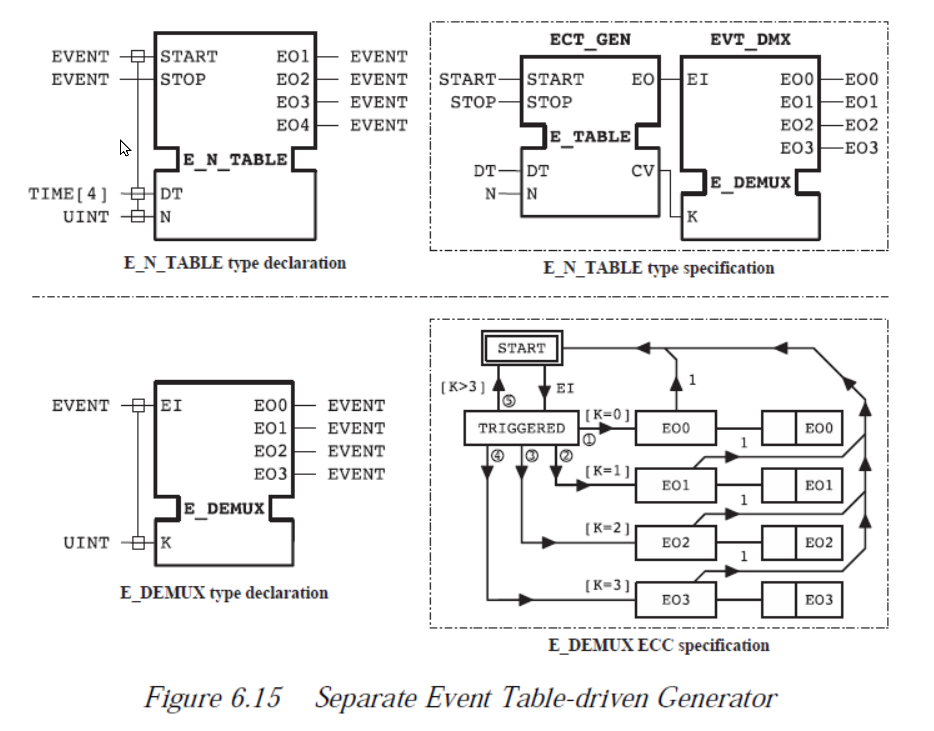 EVENT START EO1 EVENT
EVENT STOP EO2 EVENT
EO3 EVENT
EO4 EVENT
E_N_TABLE
TIME[4] DT
UINT N
E_N_TABLE type declaration
ECT_GEN EVT_DMX
START START EO EI EO0 EO0
STOP STOP EO1 EO1
EO2 EO2
E_TABLE EO3 EO3
DT DT CV E_DEMUX
N N
K
E_N_TABLE type specification
EVENT EI EO0 EVENT
EO1 EVENT
EO2 EVENT
EO3 EVENT
E_DEMUX
UINT K
E_DEMUX type declaration
START
[K>3] ⑤ EI 1
TRIGGERED ① [K=0] EO0 EO0
④ ③ ② [K=1] EO1 1 EO1
[K=2] EO2 1 EO2
[K=3] EO3 1 EO3
E_DEMUX ECC specification
Figure 6.15 Separate Event Table-driven Generator